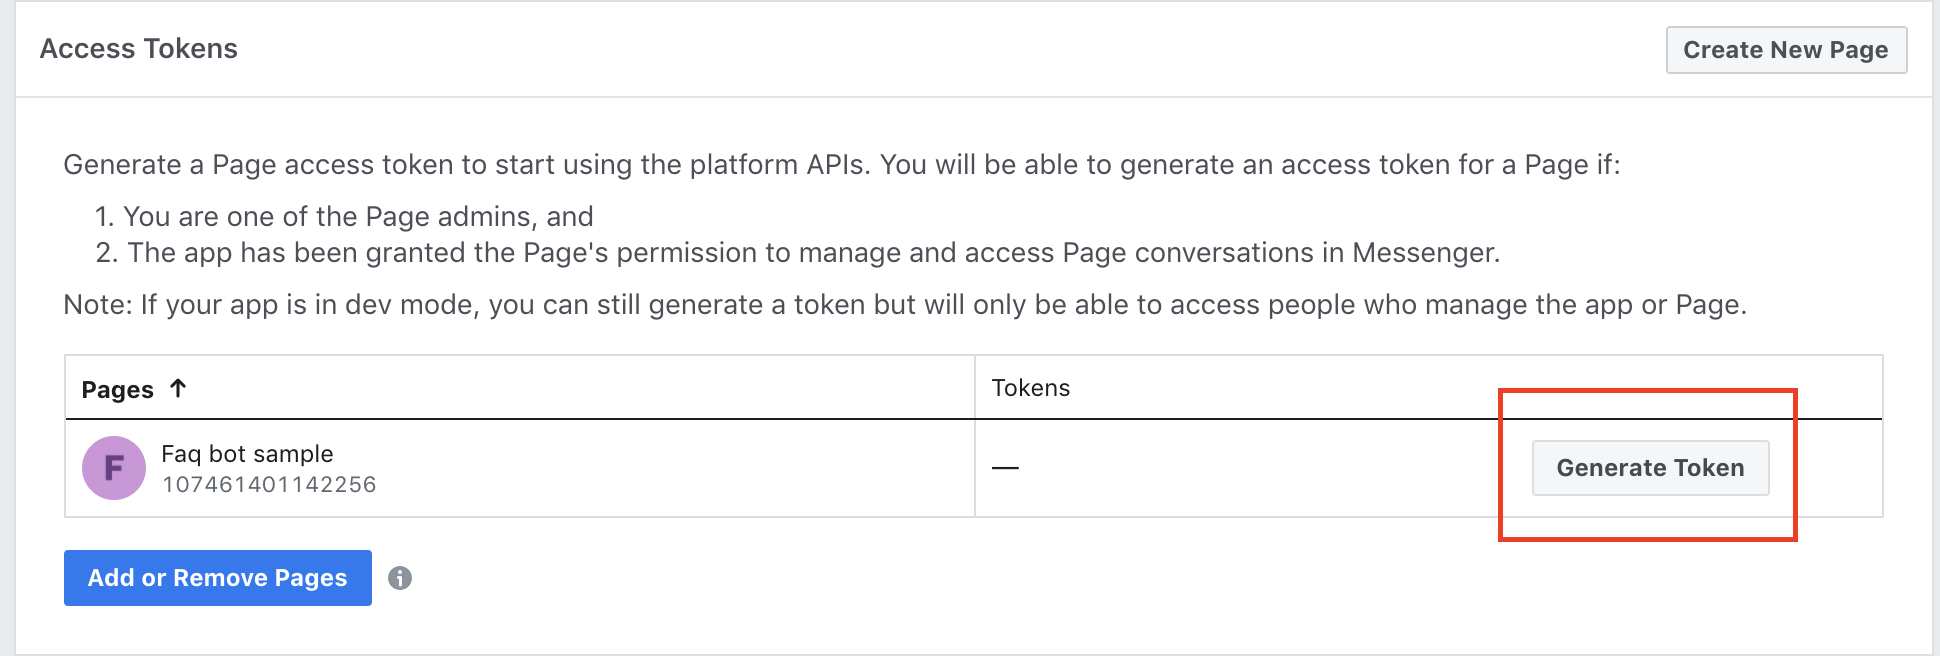 Access Tokens
Create New Page
Generate a Page access token to start using the platform APIs. You will be able to generate an access token for a Page if:
1. You are one of the Page admins, and
2. The app has been granted the Page's permission to manage and access Page conversations in Messenger.
Note: If your app is in dev mode, you can still generate a token but will only be able to access people who manage the app or Page.
Pages ↑
Tokens
F
Faq bot sample
107461401142256
—
Generate Token
Add or Remove Pages